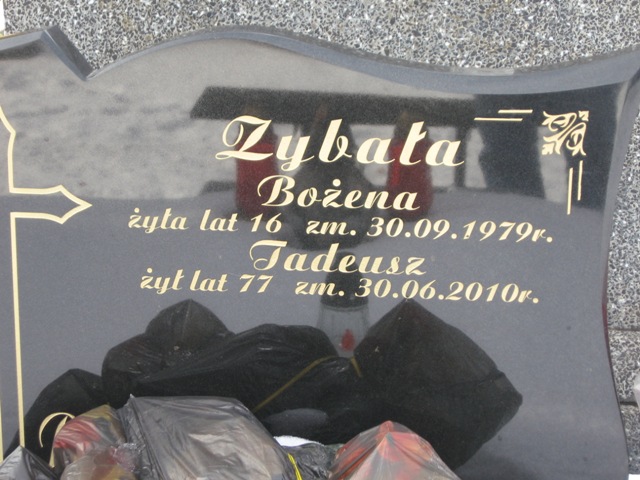 Zybała
Bożena
żyła lat 16 zm. 30.09.1979r.
Tadeusz
żył lat 77 zm. 30.06.2010r.